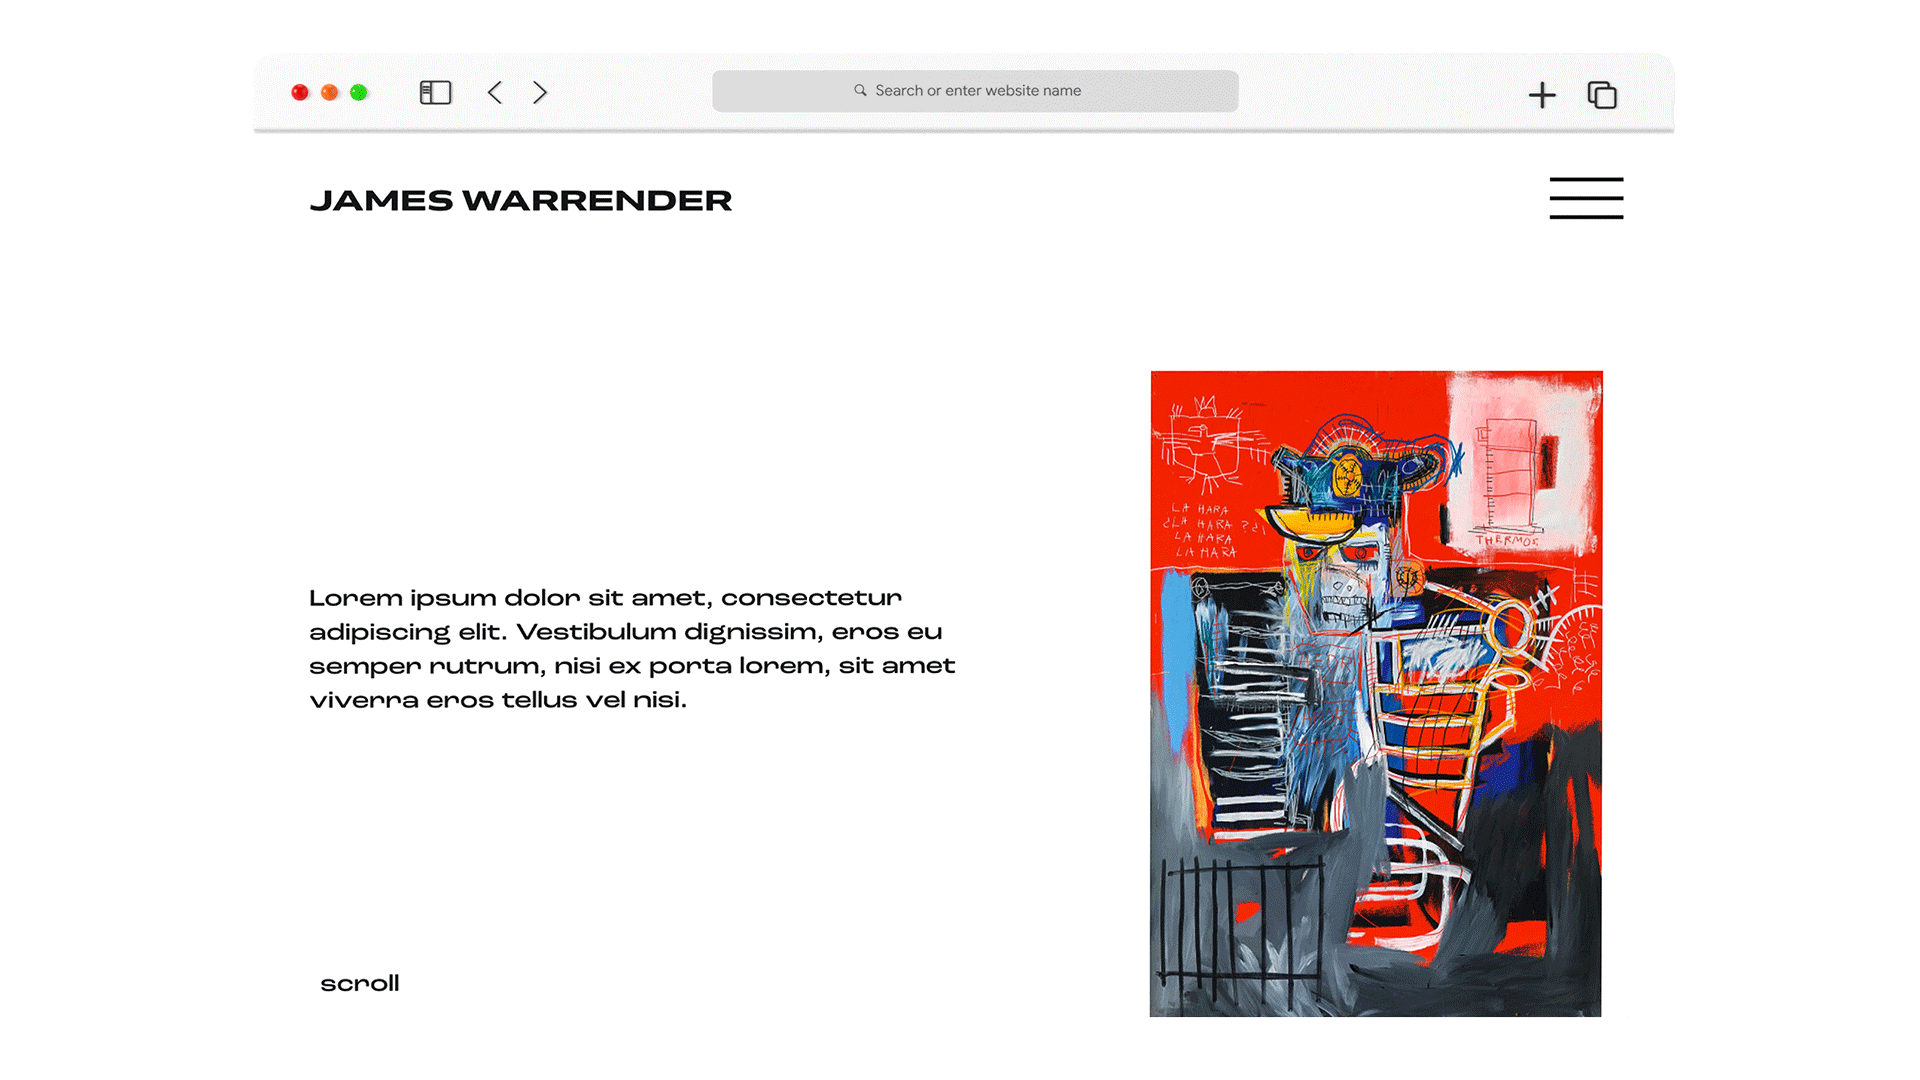 Search or enter website name
JAMES WARRENDER
LA HARA
¿LA HARA ?¿
LA HARA
LA HARA
THERMOS
Lorem ipsum dolor sit amet, consectetur
adipiscing elit. Vestibulum dignissim, eros eu
semper rutrum, nisi ex porta lorem, sit amet
viverra eros tellus vel nisi.
scroll